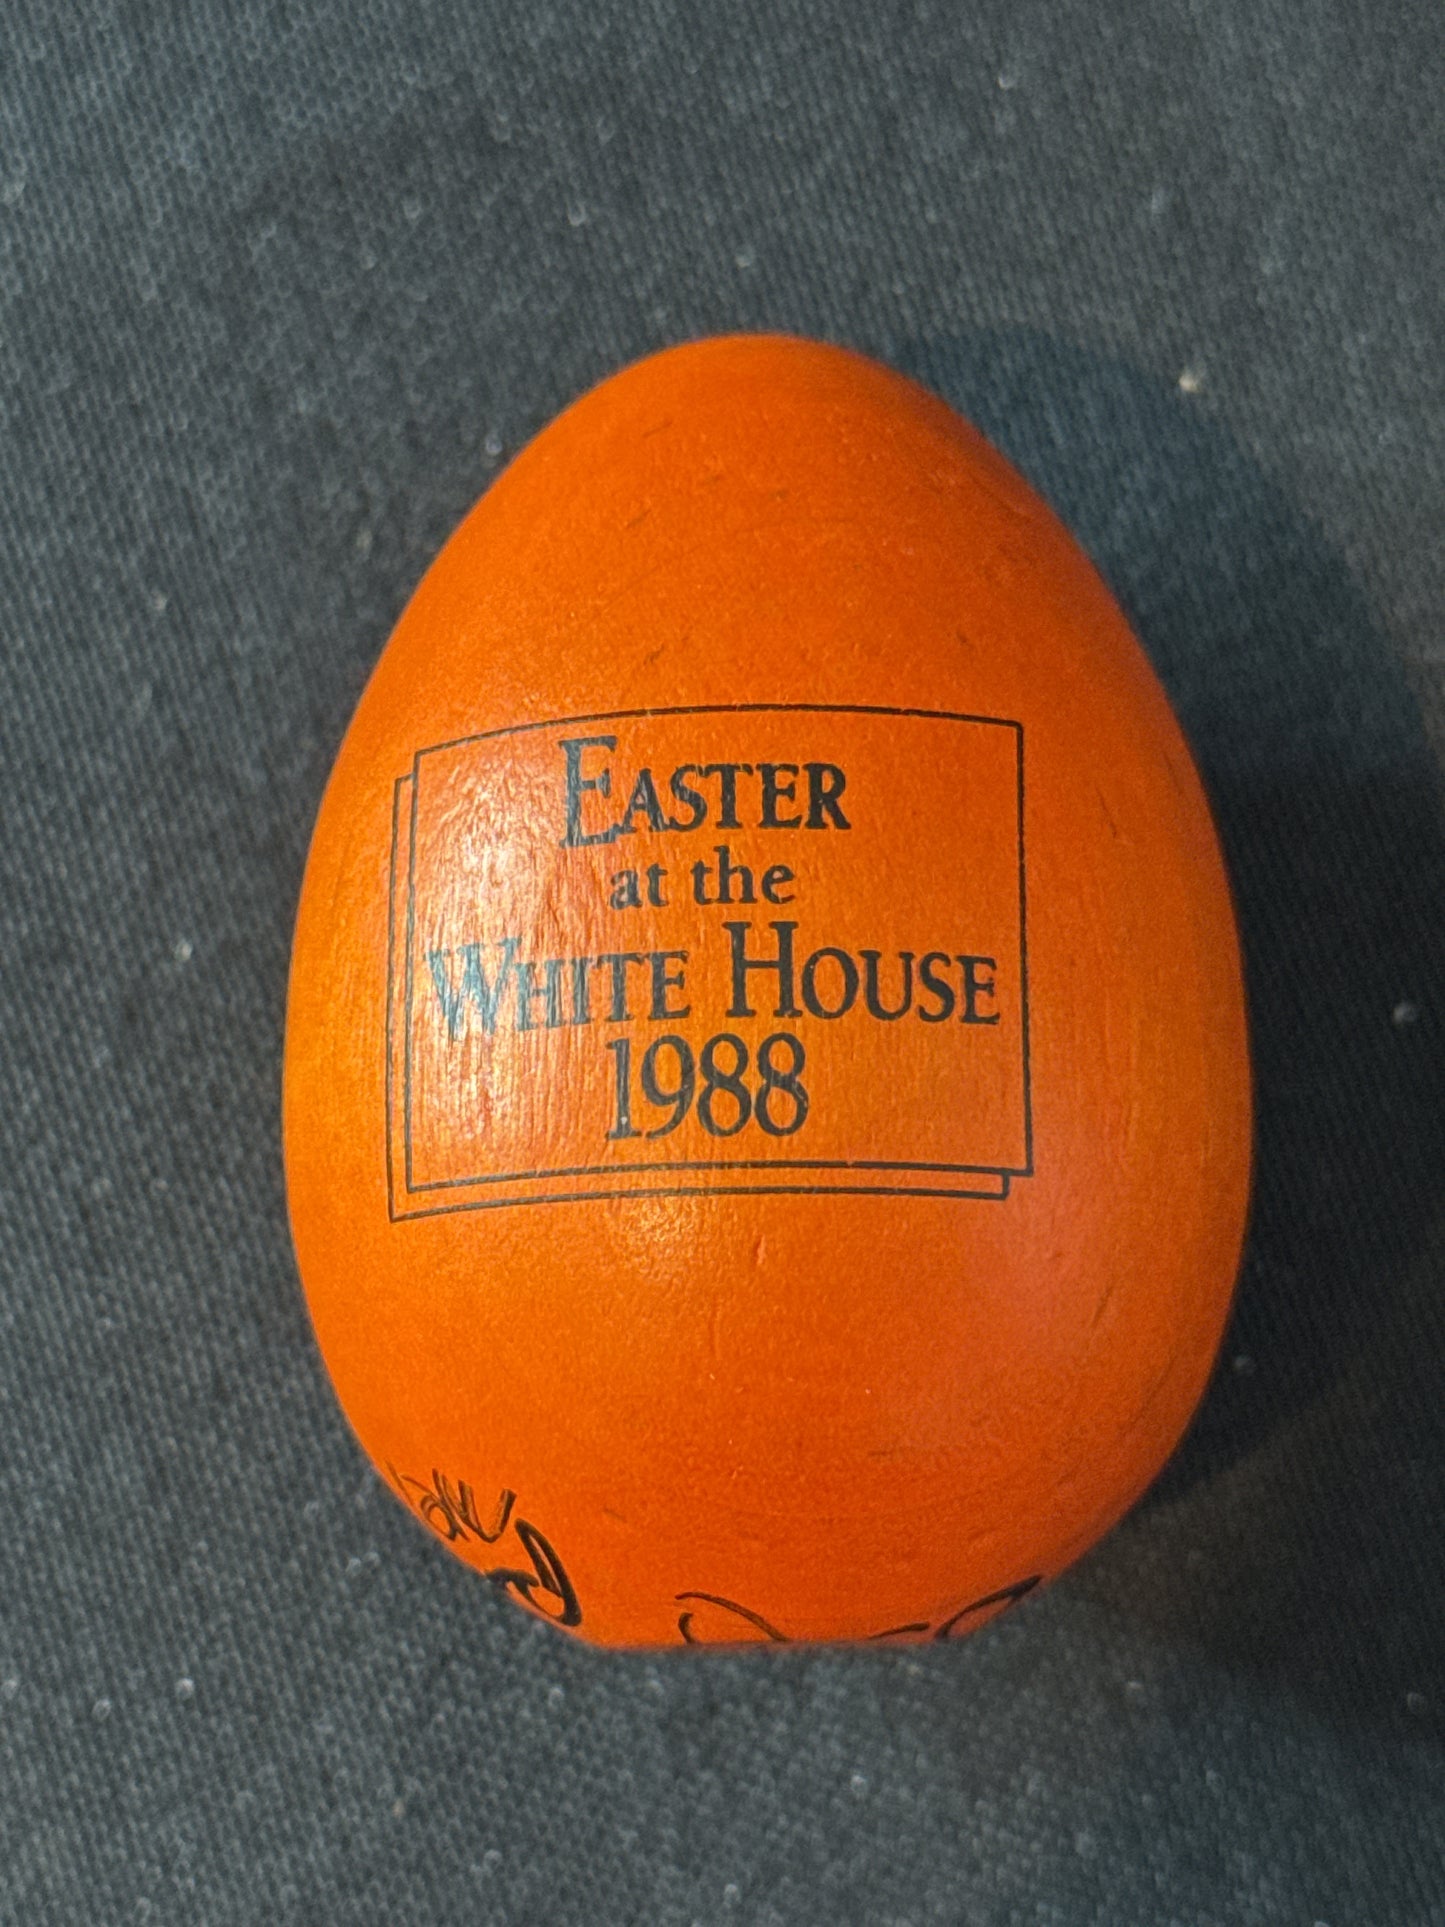 EASTER
at the
WHITE HOUSE
1988